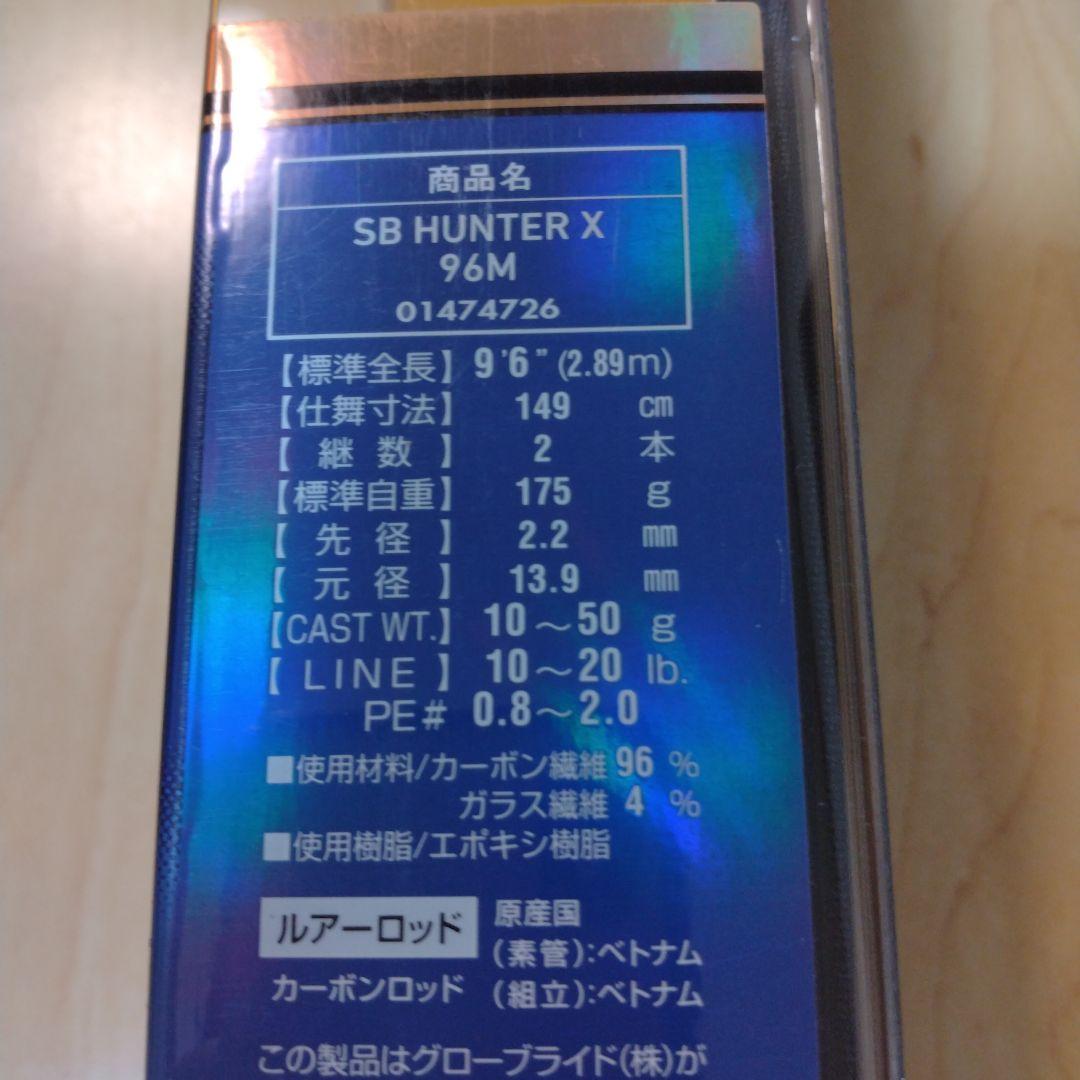 商品名
SB HUNTER X
96M
01474726
【標準全長】 9'6" (2.89m)
【仕舞寸法】 149 cm
【 継 数 】 2 本
【標準自重】 175 g
【 先 径 】 2.2 mm
【 元 径 】 13.9 mm
【CAST WT.】 10～50 g
【 LINE 】 10～20 lb.
PE# 0.8～2.0
■使用材料/カーボン繊維 96 %
ガラス繊維 4 %
■使用樹脂/エポキシ樹脂
ルアーロッド 原産国
(素管):ベトナム
カーボンロッド (組立):ベトナム
この製品はグローブライド(株)が